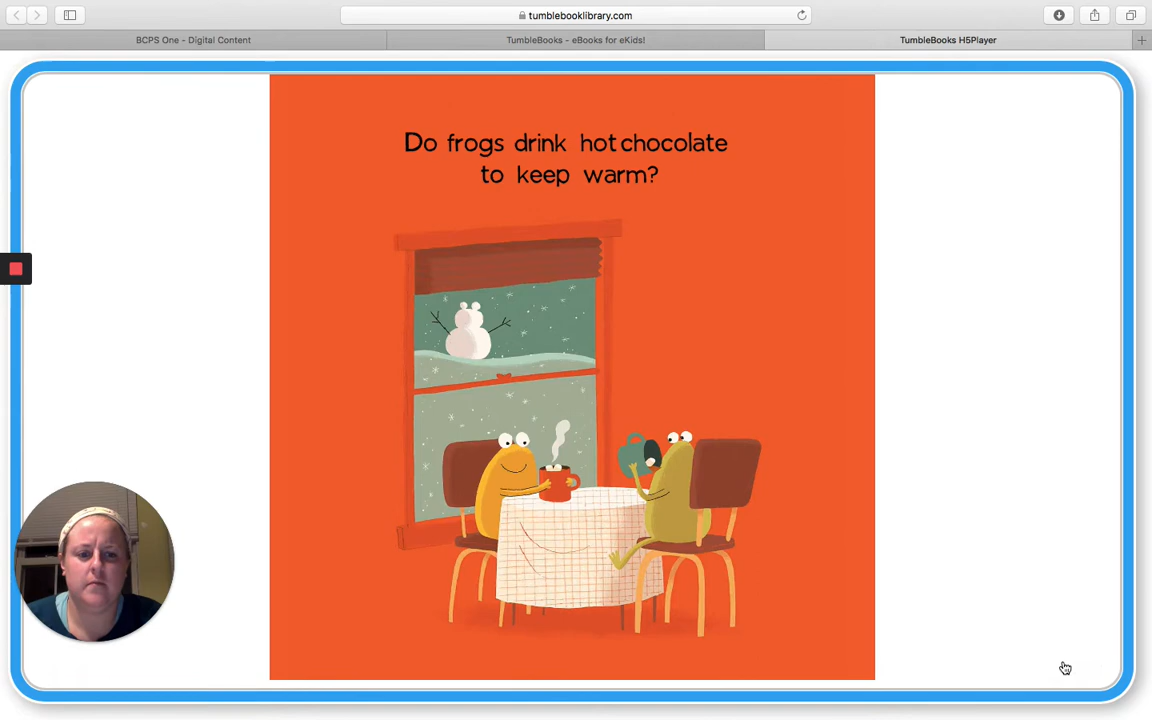 tumblebooklibrary.com
BCPS One - Digital Content
TumbleBooks - eBooks for eKids!
TumbleBooks H5Player
Do frogs drink hot chocolate
to keep warm?